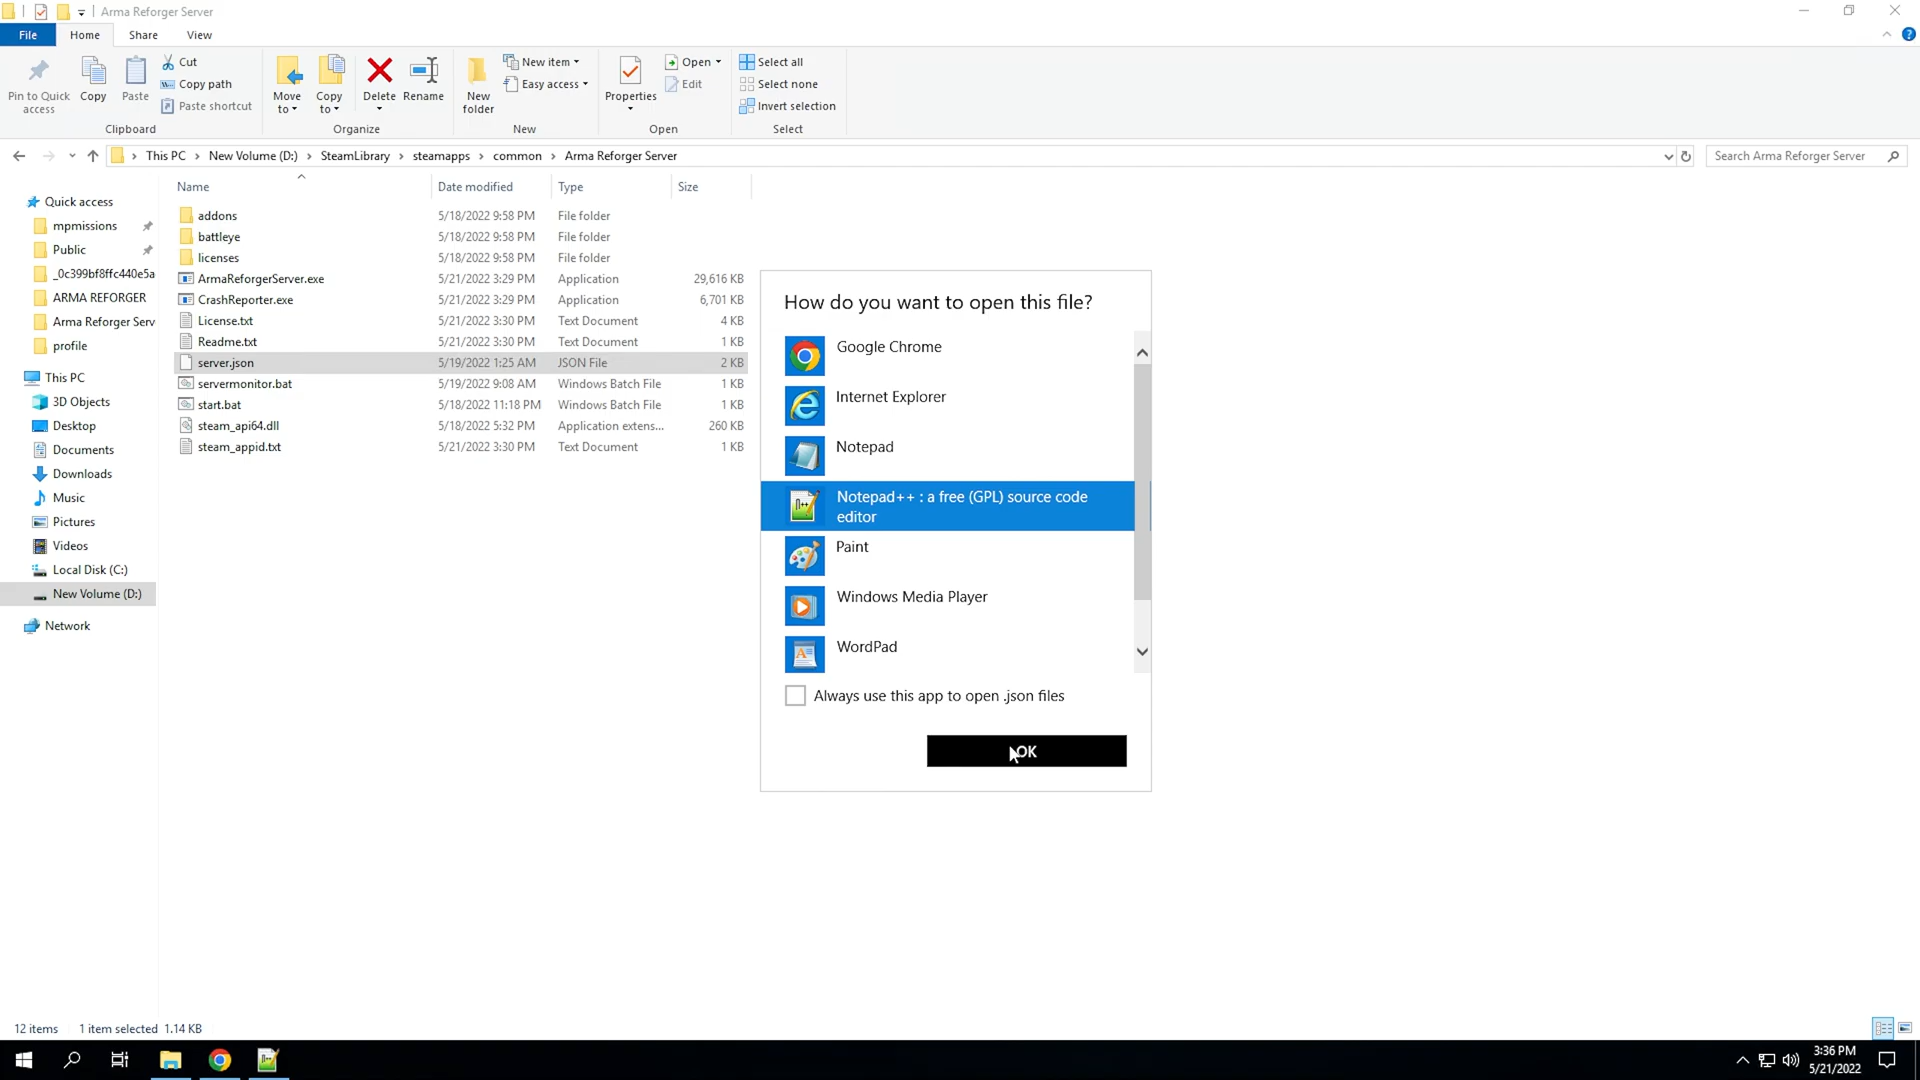 Arma Reforger Server
File Home Share View
Pin to Quick access
Copy
Paste
Cut
Copy path
Paste shortcut
Clipboard
Move to
Copy to
Delete
Rename
Organize
New folder
New item
Easy access
New
Properties
Open
Edit
Open
Select all
Select none
Invert selection
Select
This PC New Volume (D:) SteamLibrary steamapps common Arma Reforger Server
Search Arma Reforger Server
Quick access
mpmissions
Public
_0c399bf8ffc440e5a
ARMA REFORGER
Arma Reforger Serv
profile
This PC
3D Objects
Desktop
Documents
Downloads
Music
Pictures
Videos
Local Disk (C:)
New Volume (D:)
Network
Name Date modified Type Size
addons 5/18/2022 9:58 PM File folder
battleye 5/18/2022 9:58 PM File folder
licenses 5/18/2022 9:58 PM File folder
ArmaReforgerServer.exe 5/21/2022 3:29 PM Application 29,616 KB
CrashReporter.exe 5/21/2022 3:29 PM Application 6,701 KB
License.txt 5/21/2022 3:30 PM Text Document 4 KB
Readme.txt 5/21/2022 3:30 PM Text Document 1 KB
server.json 5/19/2022 1:25 AM JSON File 2 KB
servermonitor.bat 5/19/2022 9:08 AM Windows Batch File 1 KB
start.bat 5/18/2022 11:18 PM Windows Batch File 1 KB
steam_api64.dll 5/18/2022 5:32 PM Application extens... 260 KB
steam_appid.txt 5/21/2022 3:30 PM Text Document 1 KB
How do you want to open this file?
Google Chrome
Internet Explorer
Notepad
Notepad++ : a free (GPL) source code
editor
Paint
Windows Media Player
WordPad
Always use this app to open .json files
OK
12 items 1 item selected 1.14 KB
3:36 PM
5/21/2022